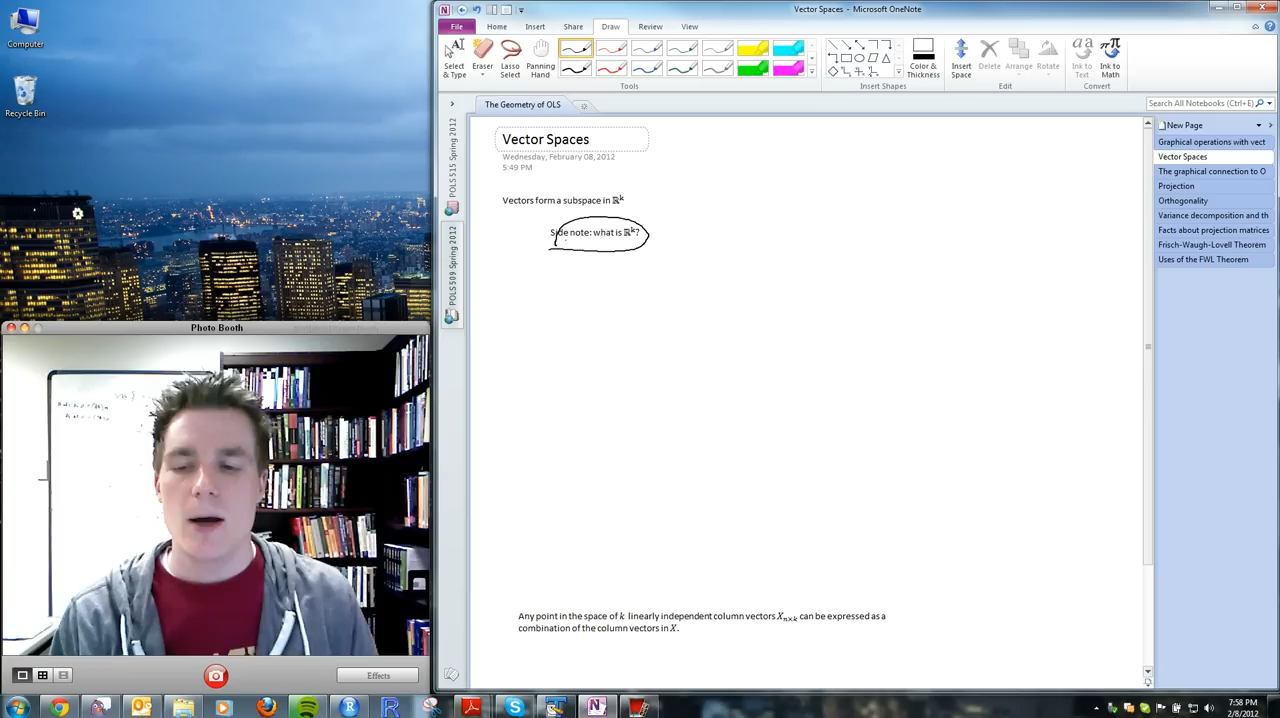 Computer
Recycle Bin
Photo Booth
Effects
Vector Spaces - Microsoft OneNote
File Home Insert Share Draw Review View
Select & Type
Eraser
Lasso Select
Panning Hand
Color & Thickness
Insert Space
Delete
Arrange
Rotate
Ink to Text
Ink to Math
Tools
Insert Shapes
Edit
Convert
The Geometry of OLS
Search All Notebooks (Ctrl+E)
POLS 515 Spring 2012
POLS 509 Spring 2012
Vector Spaces
Wednesday, February 08, 2012
5:49 PM
Vectors form a subspace in ℝᵏ
Side note: what is ℝᵏ?
Any point in the space of k linearly independent column vectors Xₙₓₖ can be expressed as a
combination of the column vectors in X.
New Page
Graphical operations with vect
Vector Spaces
The graphical connection to O
Projection
Orthogonality
Variance decomposition and th
Facts about projection matrices
Frisch-Waugh-Lovell Theorem
Uses of the FWL Theorem
7:58 PM
2/8/2012